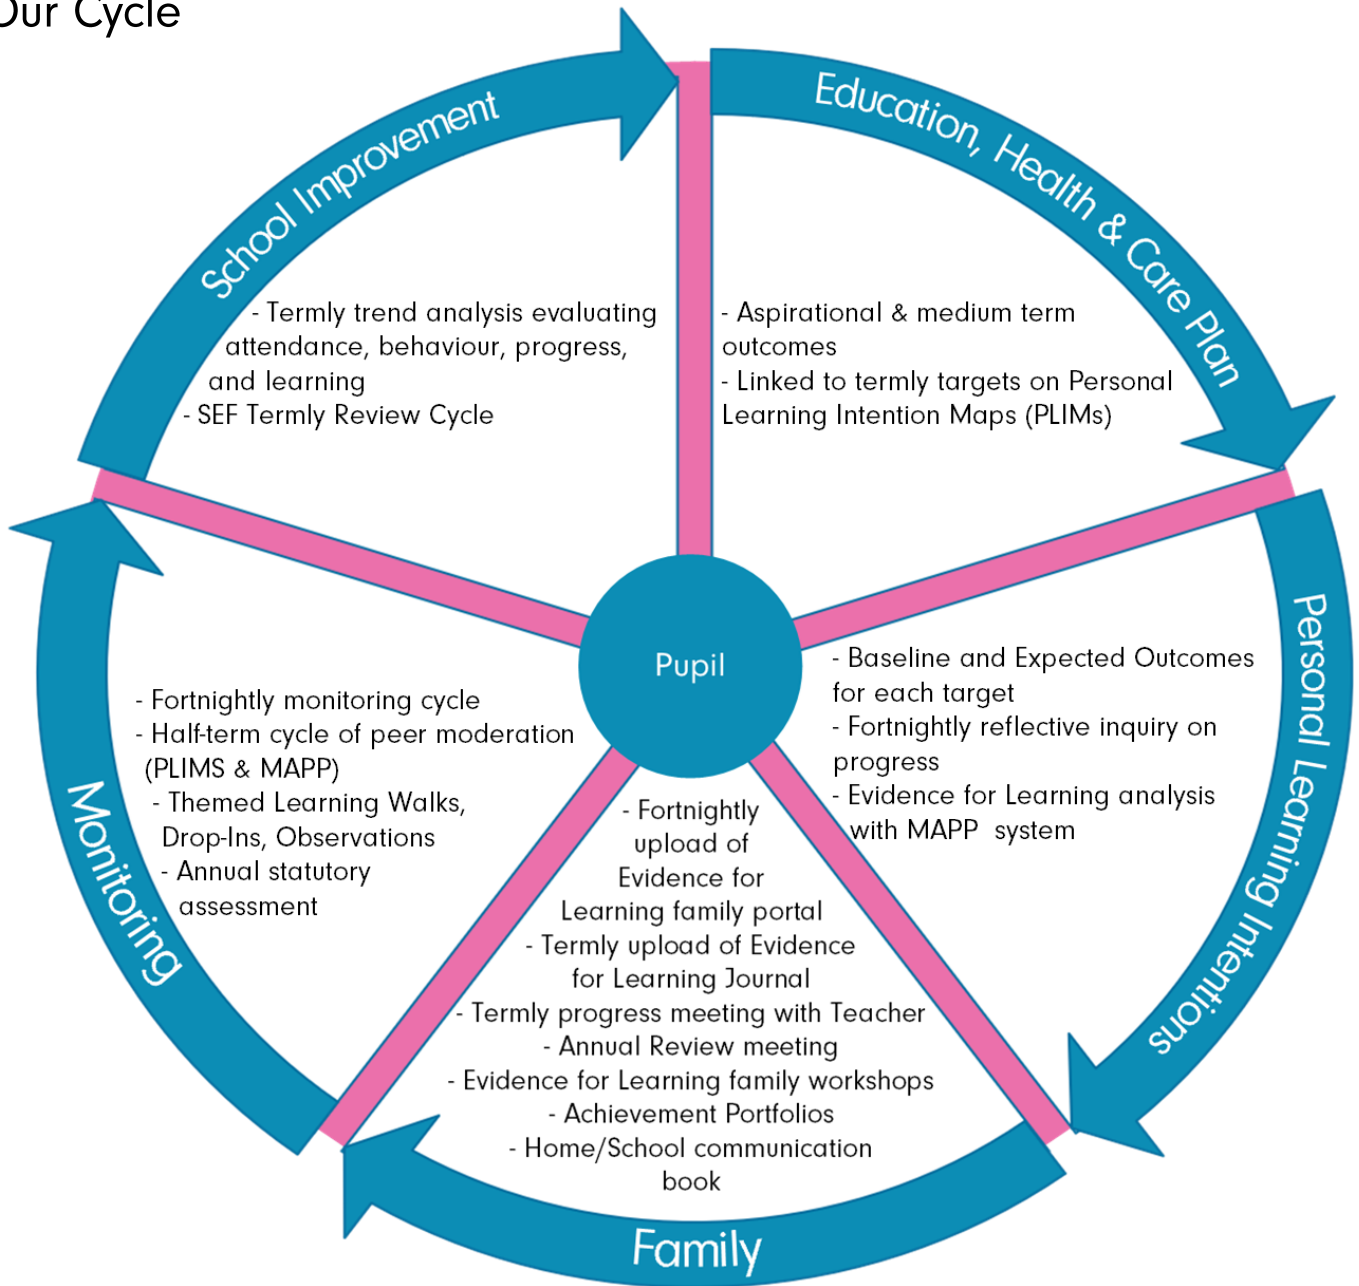 Our Cycle
School Improvement
- Termly trend analysis evaluating
attendance, behaviour, progress,
and learning
- SEF Termly Review Cycle
Education, Health & Care Plan
- Aspirational & medium term
outcomes
- Linked to termly targets on Personal
Learning Intention Maps (PLIMs)
Personal Learning Intentions
- Baseline and Expected Outcomes
for each target
- Fortnightly reflective inquiry on
progress
- Evidence for Learning analysis
with MAPP system
Family
- Fortnightly
upload of
Evidence for
Learning family portal
- Termly upload of Evidence
for Learning Journal
- Termly progress meeting with Teacher
- Annual Review meeting
- Evidence for Learning family workshops
- Achievement Portfolios
- Home/School communication
book
Monitoring
- Fortnightly monitoring cycle
- Half-term cycle of peer moderation
(PLIMS & MAPP)
- Themed Learning Walks,
Drop-Ins, Observations
- Annual statutory
assessment
Pupil